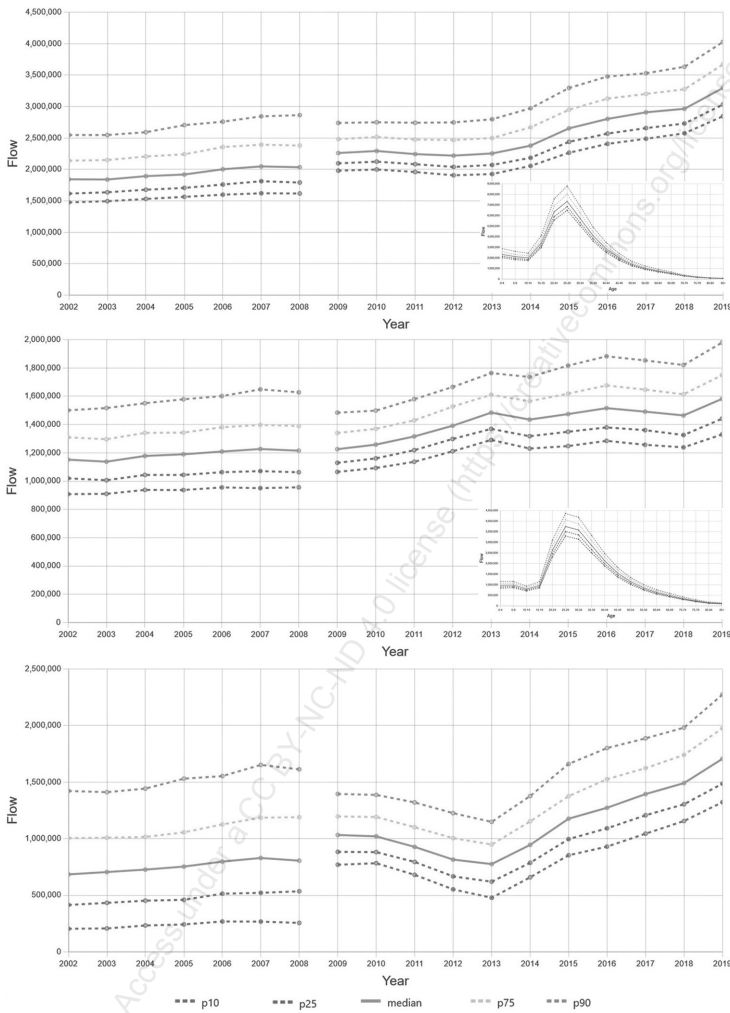 4,500,000
4,000,000
3,500,000
3,000,000
2,500,000
2,000,000
1,500,000
1,000,000
500,000
0
Flow
2002 2003 2004 2005 2006 2007 2008 2009 2010 2011 2012 2013 2014 2015 2016 2017 2018 2019
Year
Flow
Age
2,000,000
1,800,000
1,600,000
1,400,000
1,200,000
1,000,000
800,000
600,000
400,000
200,000
0
Flow
2002 2003 2004 2005 2006 2007 2008 2009 2010 2011 2012 2013 2014 2015 2016 2017 2018 2019
Year
Flow
Age
2,500,000
2,000,000
1,500,000
1,000,000
500,000
0
Flow
2002 2003 2004 2005 2006 2007 2008 2009 2010 2011 2012 2013 2014 2015 2016 2017 2018 2019
Year
p10 p25 median p75 p90
Access under a CC BY-NC-ND 4.0 license (https://creativecommons.org/licens